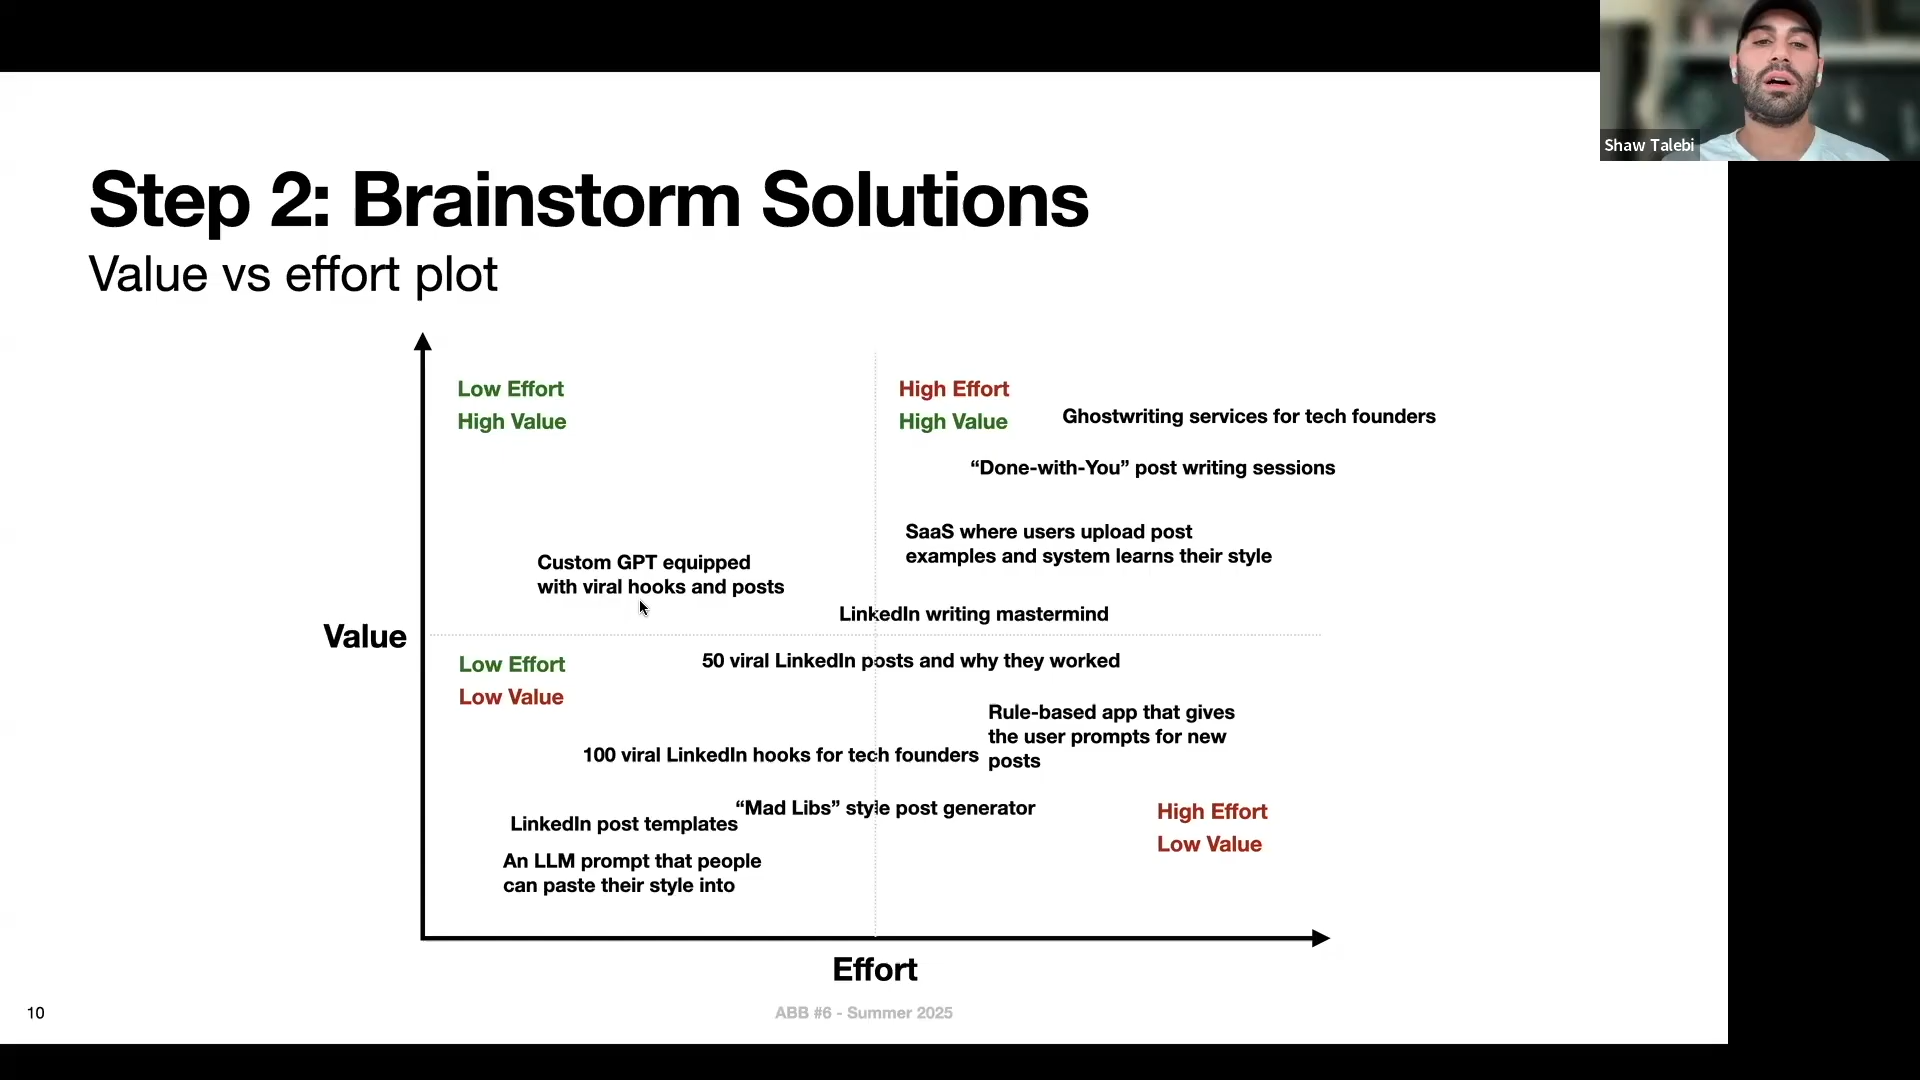 Shaw Talebi
Step 2: Brainstorm Solutions
Value vs effort plot
Low Effort
High Value
High Effort
High Value
Ghostwriting services for tech founders
“Done-with-You” post writing sessions
SaaS where users upload post
examples and system learns their style
Custom GPT equipped
with viral hooks and posts
LinkedIn writing mastermind
Value
Low Effort
Low Value
50 viral LinkedIn posts and why they worked
Rule-based app that gives
the user prompts for new
posts
100 viral LinkedIn hooks for tech founders
“Mad Libs” style post generator
LinkedIn post templates
High Effort
Low Value
An LLM prompt that people
can paste their style into
Effort
10
ABB #6 - Summer 2025